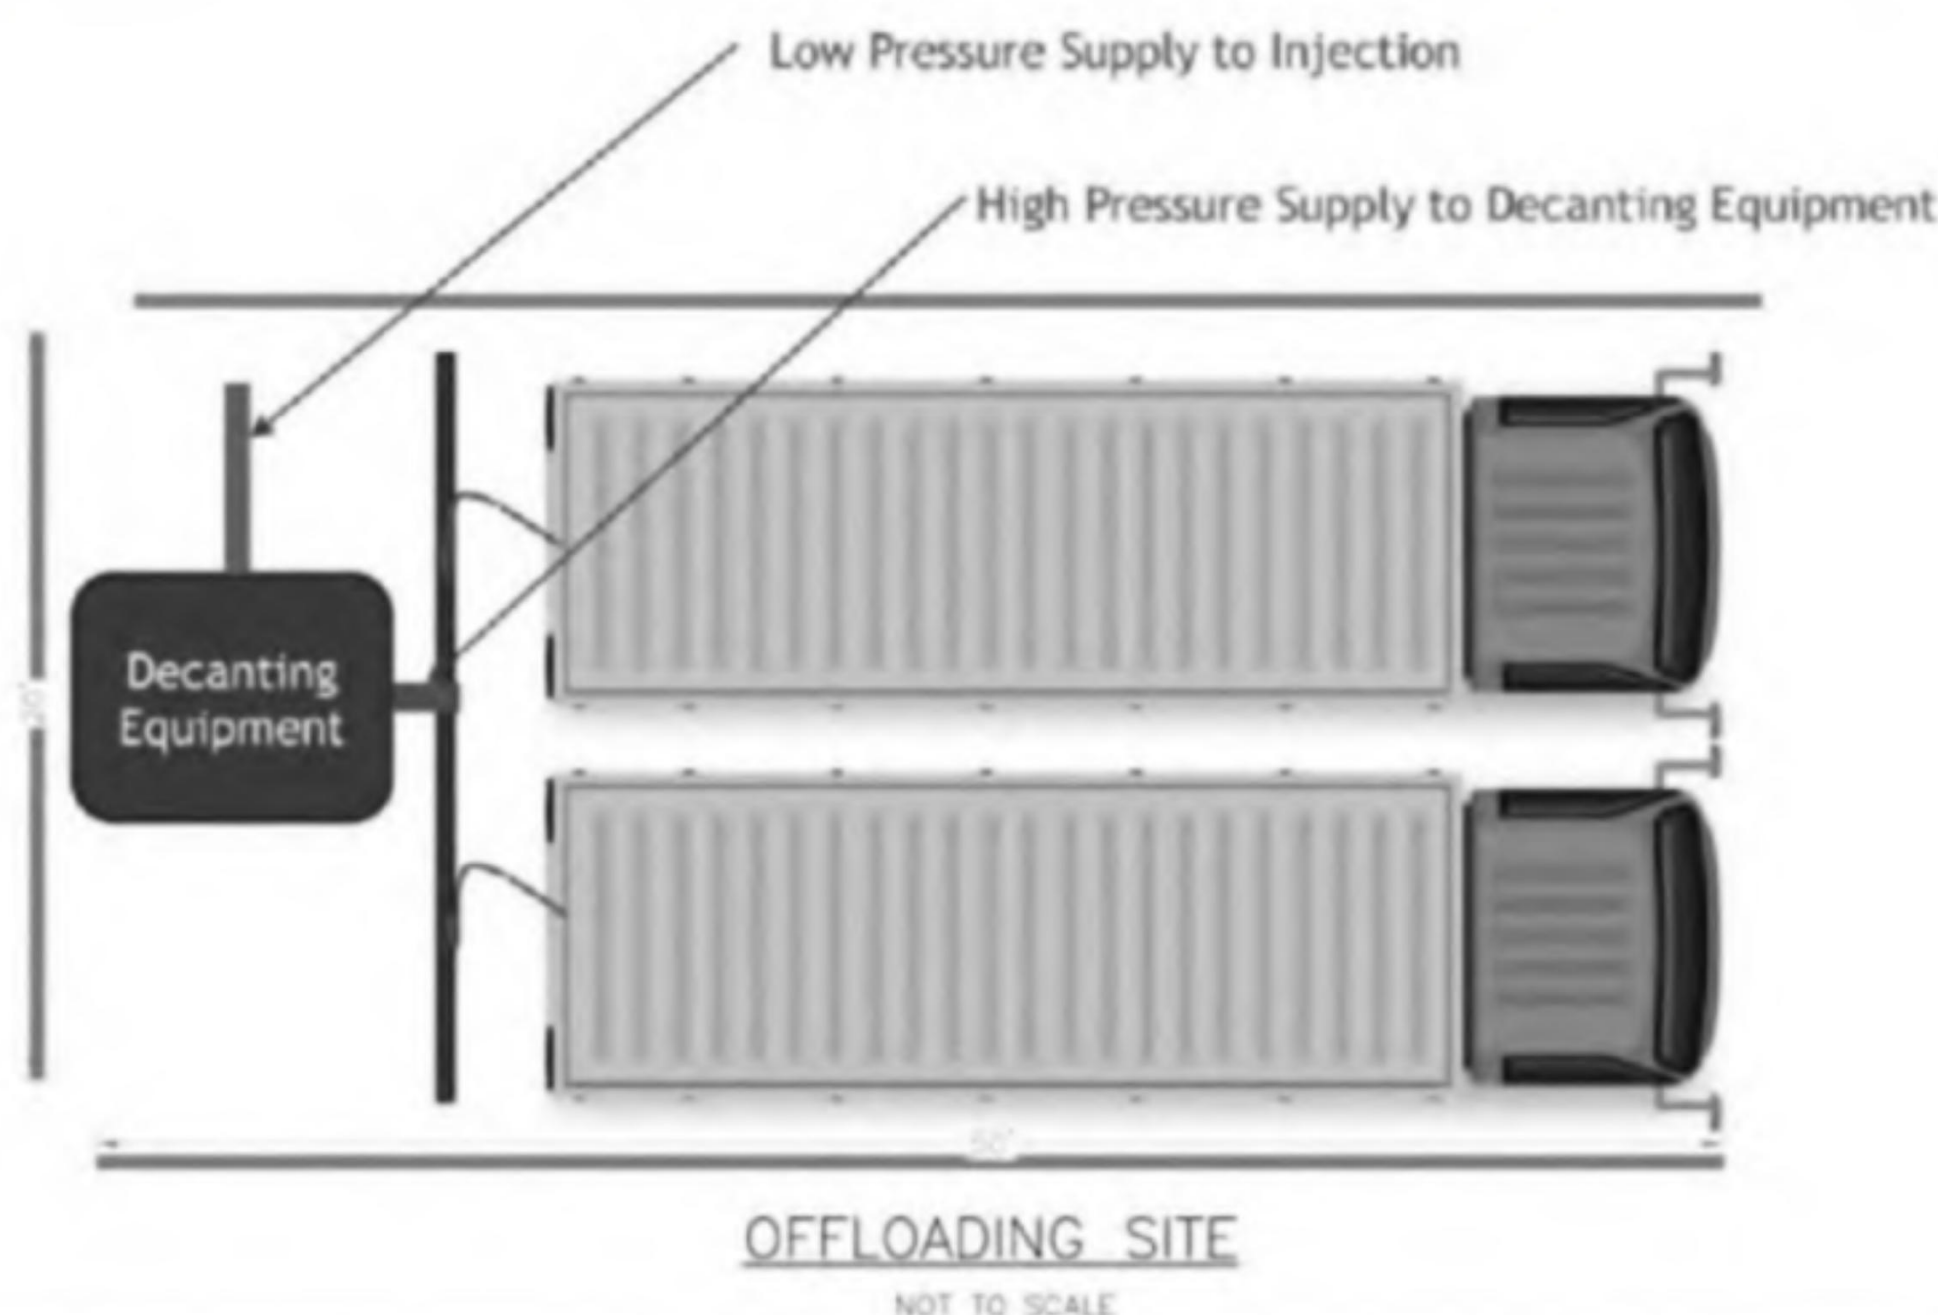 Low Pressure Supply to Injection
High Pressure Supply to Decanting Equipment
Decanting
Equipment
OFFLOADING SITE
NOT TO SCALE